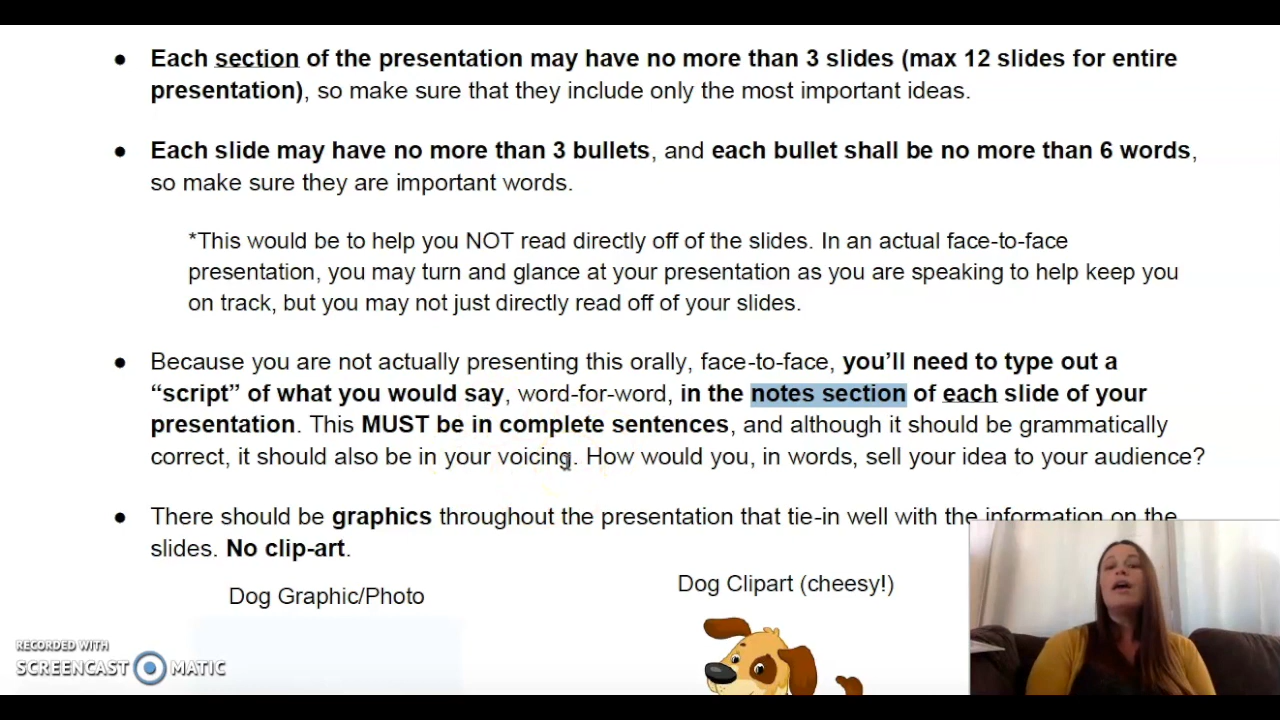 Each section of the presentation may have no more than 3 slides (max 12 slides for entire
presentation), so make sure that they include only the most important ideas.
Each slide may have no more than 3 bullets, and each bullet shall be no more than 6 words,
so make sure they are important words.
*This would be to help you NOT read directly off of the slides. In an actual face-to-face
presentation, you may turn and glance at your presentation as you are speaking to help keep you
on track, but you may not just directly read off of your slides.
Because you are not actually presenting this orally, face-to-face, you’ll need to type out a
“script” of what you would say, word-for-word, in the notes section of each slide of your
presentation. This MUST be in complete sentences, and although it should be grammatically
correct, it should also be in your voicing. How would you, in words, sell your idea to your audience?
There should be graphics throughout the presentation that tie-in well with the information on the
slides. No clip-art.
Dog Graphic/Photo
Dog Clipart (cheesy!)
RECORDED WITH
SCREENCAST MATIC